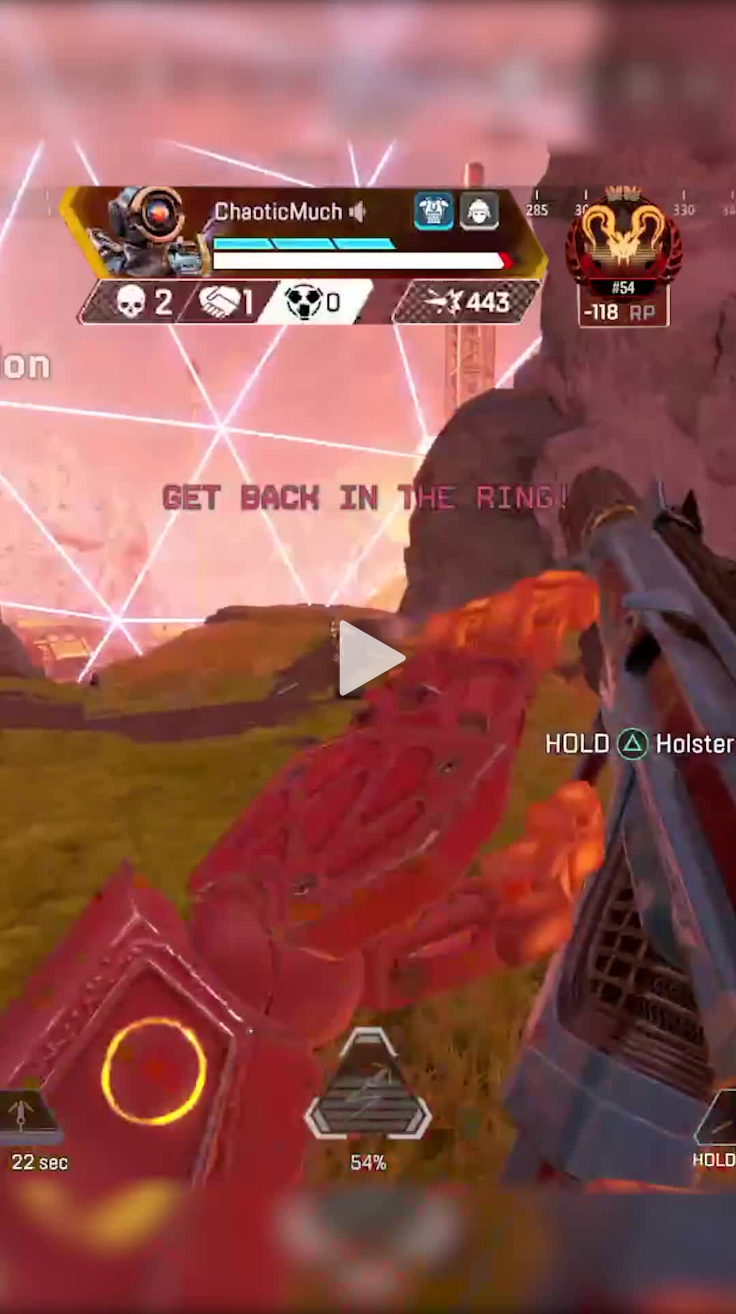 ChaoticMuch
285
330
#54
-118 RP
2
1
0
443
ion
GET BACK IN THE RING!
HOLD Holster
22 sec
54%
HOLD